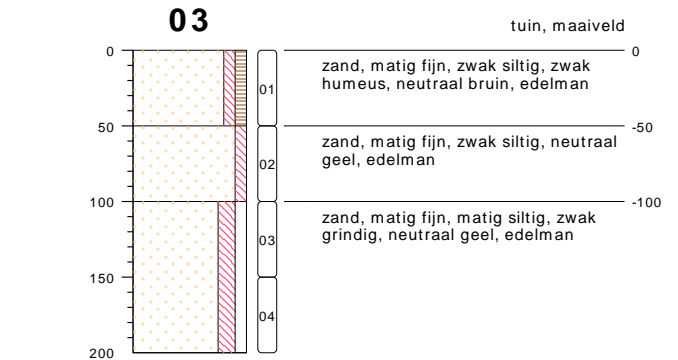 03
tuin, maaiveld
0
0
zand, matig fijn, zwak siltig, zwak
humeus, neutraal bruin, edelman
01
50
-50
zand, matig fijn, zwak siltig, neutraal
geel, edelman
02
100
-100
zand, matig fijn, matig siltig, zwak
grindig, neutraal geel, edelman
03
150
04
200